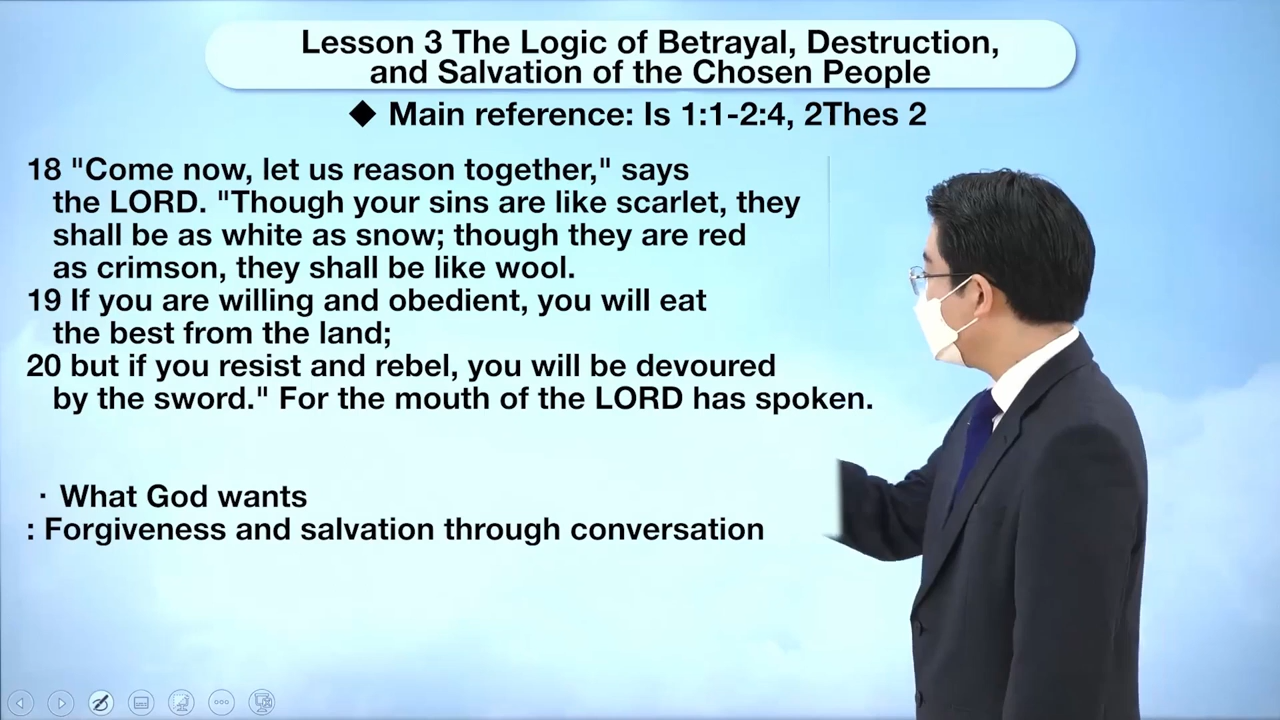 Lesson 3 The Logic of Betrayal, Destruction,
and Salvation of the Chosen People
◆ Main reference: Is 1:1-2:4, 2Thes 2
18 "Come now, let us reason together," says
the LORD. "Though your sins are like scarlet, they
shall be as white as snow; though they are red
as crimson, they shall be like wool.
19 If you are willing and obedient, you will eat
the best from the land;
20 but if you resist and rebel, you will be devoured
by the sword." For the mouth of the LORD has spoken.
· What God wants
: Forgiveness and salvation through conversation